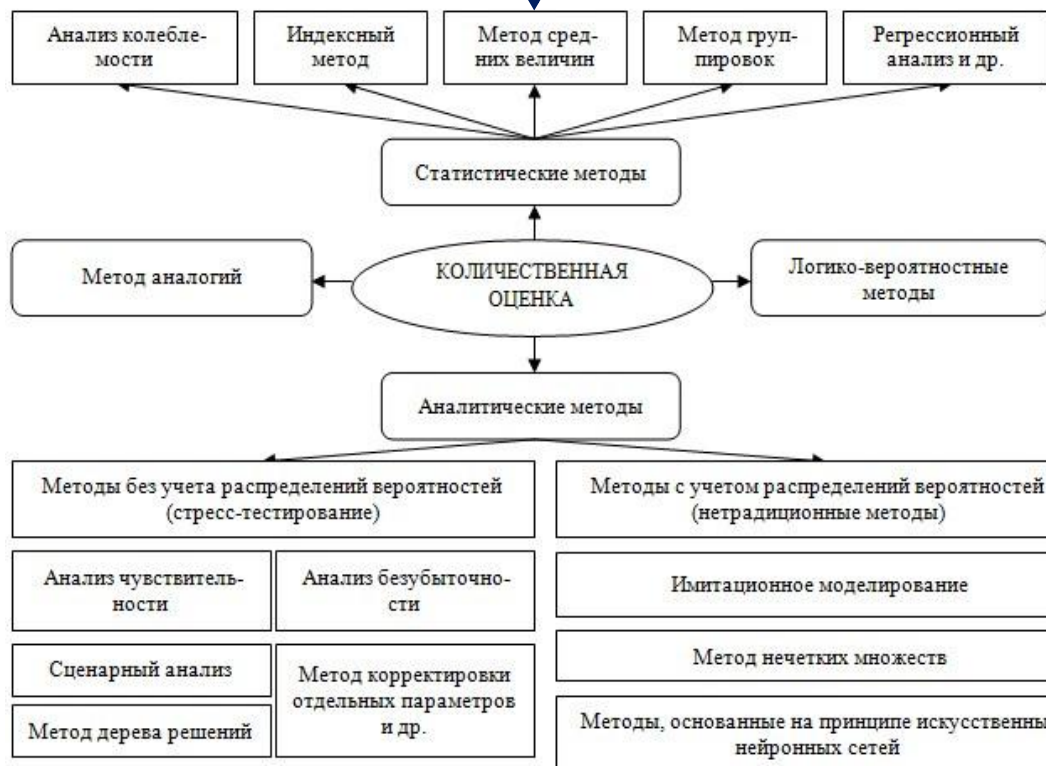 Анализ колебле-
мости
Индексный
метод
Метод сред-
них величин
Метод груп-
пировок
Регрессионный
анализ и др.
Статистические методы
Метод аналогий
КОЛИЧЕСТВЕННАЯ
ОЦЕНКА
Логико-вероятностные
методы
Аналитические методы
Методы без учета распределений вероятностей
(стресс-тестирование)
Методы с учетом распределений вероятностей
(нетрадиционные методы)
Анализ чувствитель-
ности
Анализ безубыточно-
сти
Имитационное моделирование
Сценарный анализ
Метод корректировки
отдельных параметров
и др.
Метод нечетких множеств
Метод дерева решений
Методы, основанные на принципе искусственны
нейронных сетей